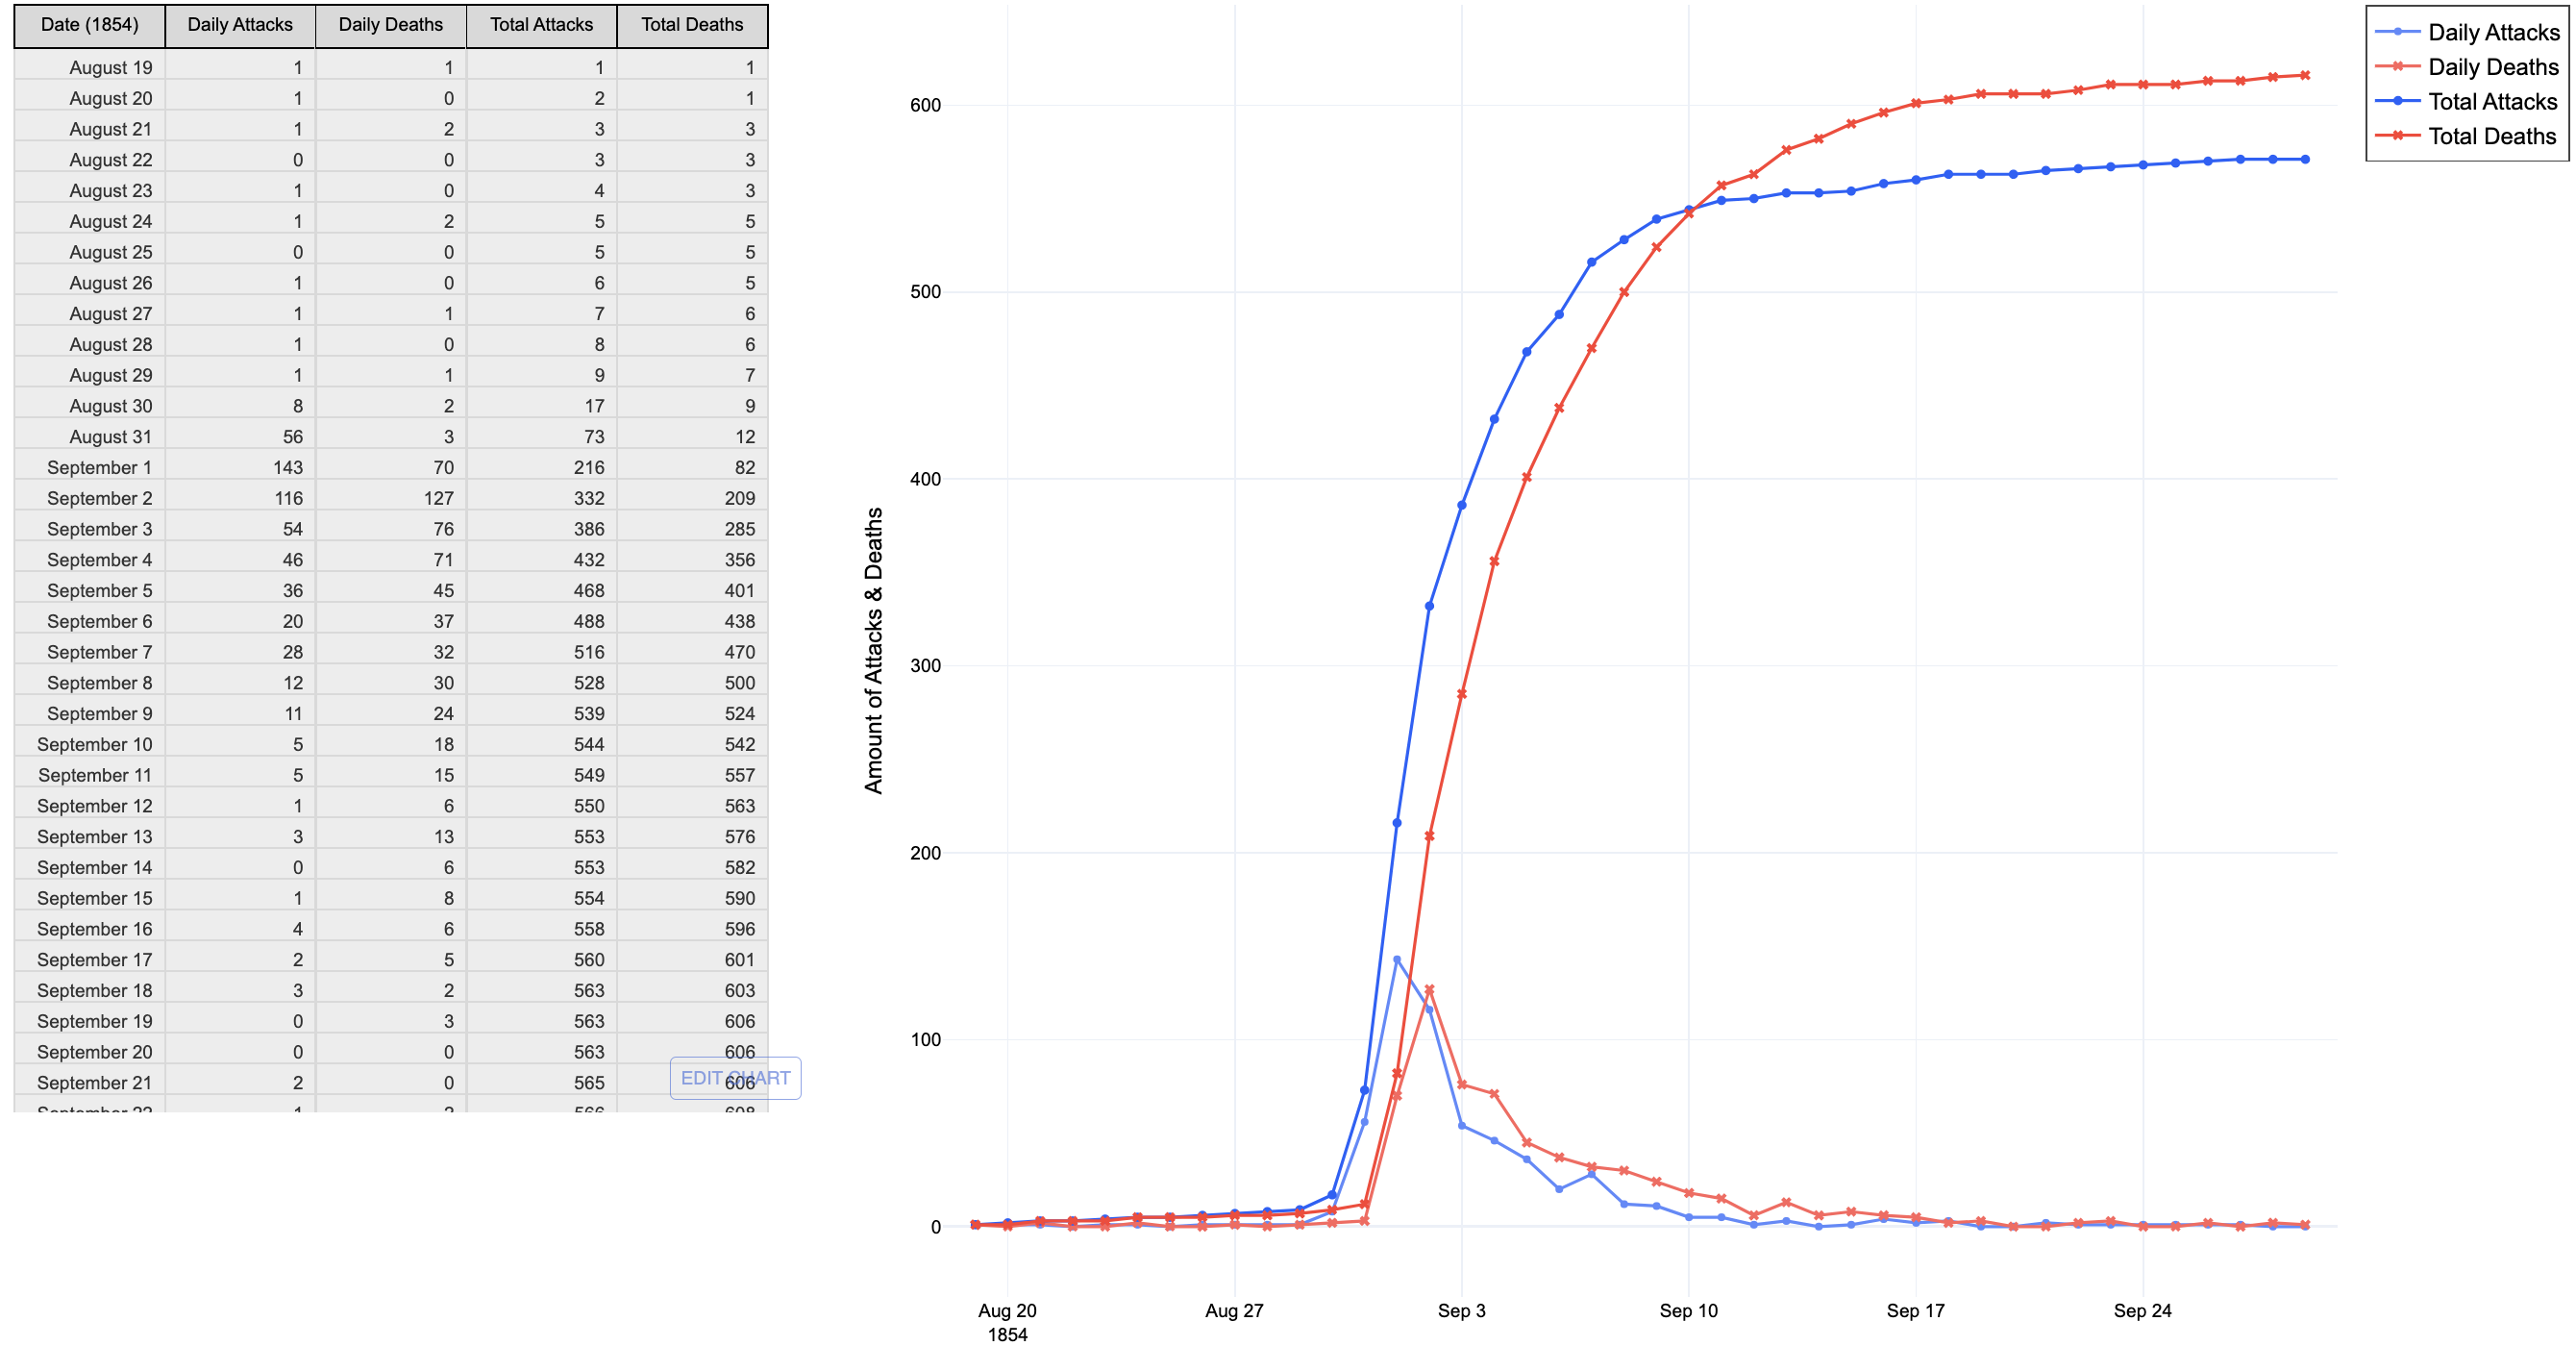 Date (1854) Daily Attacks Daily Deaths Total Attacks Total Deaths
August 19 1 1 1 1
August 20 1 0 2 1
August 21 1 2 3 3
August 22 0 0 3 3
August 23 1 0 4 3
August 24 1 2 5 5
August 25 0 0 5 5
August 26 1 0 6 5
August 27 1 1 7 6
August 28 1 0 8 6
August 29 1 1 9 7
August 30 8 2 17 9
August 31 56 3 73 12
September 1 143 70 216 82
September 2 116 127 332 209
September 3 54 76 386 285
September 4 46 71 432 356
September 5 36 45 468 401
September 6 20 37 488 438
September 7 28 32 516 470
September 8 12 30 528 500
September 9 11 24 539 524
September 10 5 18 544 542
September 11 5 15 549 557
September 12 1 6 550 563
September 13 3 13 553 576
September 14 0 6 553 582
September 15 1 8 554 590
September 16 4 6 558 596
September 17 2 5 560 601
September 18 3 2 563 603
September 19 0 3 563 606
September 20 0 0 563 606
September 21 2 0 565 606
September 22 1 2 566 608
EDIT CHART
Amount of Attacks & Deaths
600
500
400
300
200
100
0
Aug 20 Aug 27 Sep 3 Sep 10 Sep 17 Sep 24
1854
Daily Attacks
Daily Deaths
Total Attacks
Total Deaths